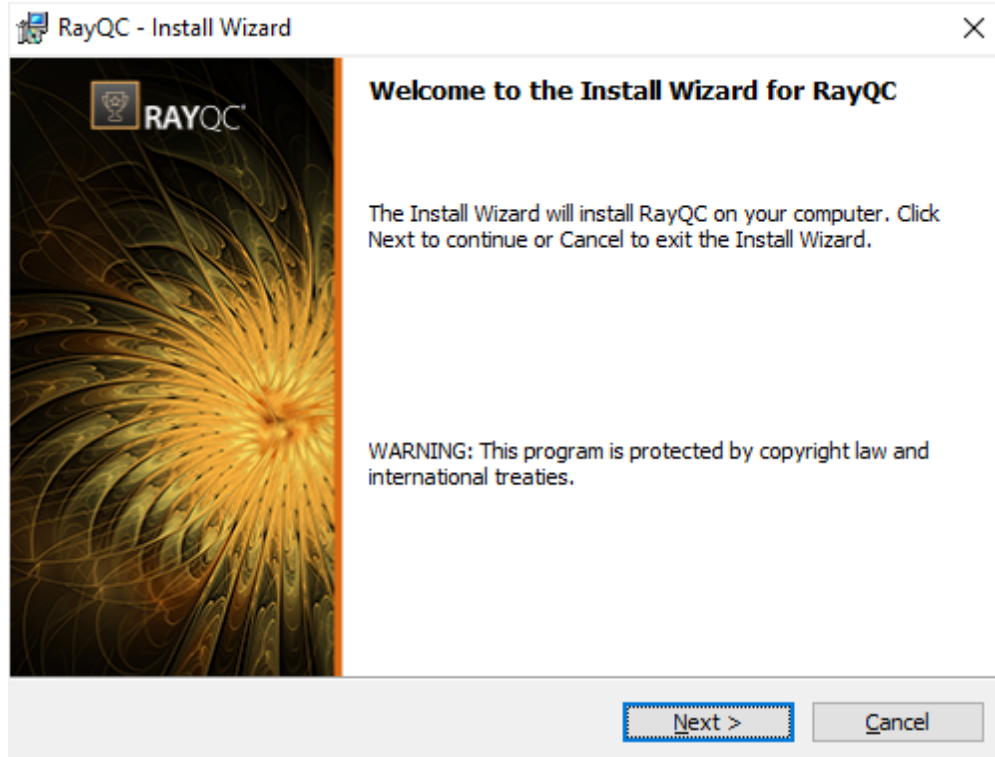 RayQC - Install Wizard
RAYQC
Welcome to the Install Wizard for RayQC
The Install Wizard will install RayQC on your computer. Click
Next to continue or Cancel to exit the Install Wizard.
WARNING: This program is protected by copyright law and
international treaties.
Next >
Cancel